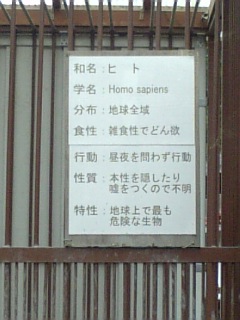 和名：ヒト
学名：Homo sapiens
分布：地球全域
食性：雑食性でどん欲
行動：昼夜を問わず行動
性質：本性を隠したり
嘘をつくので不明
特性：地球上で最も
危険な生物